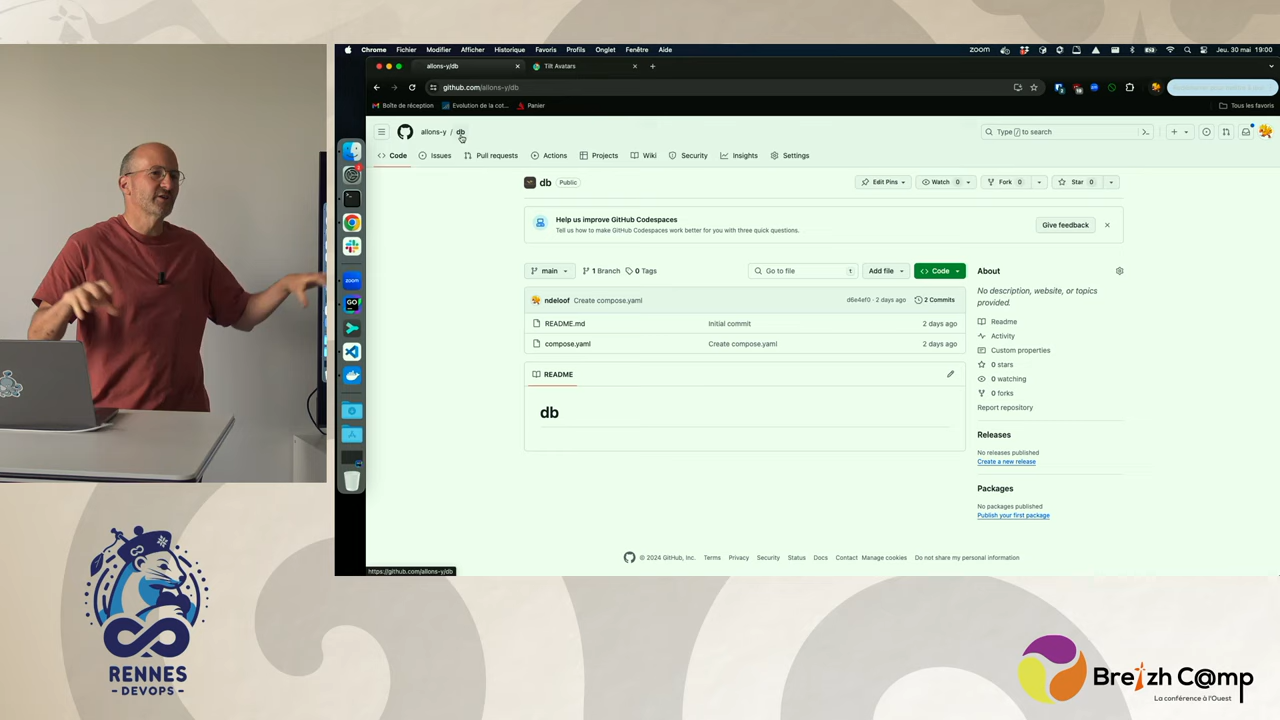 Chrome Fichier Modifier Afficher Historique Favoris Profils Onglet Fenêtre Aide
zoom Jeu. 30 mai 19:00
allons-y/db
Tilt Avatars
github.com/allons-y/db
Boîte de réception Evolution de la cot... Panier
Tous les favoris
allons-y / db
Type / to search
Code Issues Pull requests Actions Projects Wiki Security Insights Settings
db Public
Edit Pins Watch 0 Fork 0 Star 0
Help us improve GitHub Codespaces
Tell us how to make GitHub Codespaces work better for you with three quick questions.
Give feedback
main 1 Branch 0 Tags
Go to file t
Add file
Code
ndeloof Create compose.yaml
d6e4ef0 · 2 days ago 2 Commits
README.md Initial commit 2 days ago
compose.yaml Create compose.yaml 2 days ago
README
db
About
No description, website, or topics
provided.
Readme
Activity
Custom properties
0 stars
0 watching
0 forks
Report repository
Releases
No releases published
Create a new release
Packages
No packages published
Publish your first package
© 2024 GitHub, Inc. Terms Privacy Security Status Docs Contact Manage cookies Do not share my personal information
https://github.com/allons-y/db
zoom
GO
RENNES
- DEVOPS -
Breizh C@mp
La conférence à l'Ouest